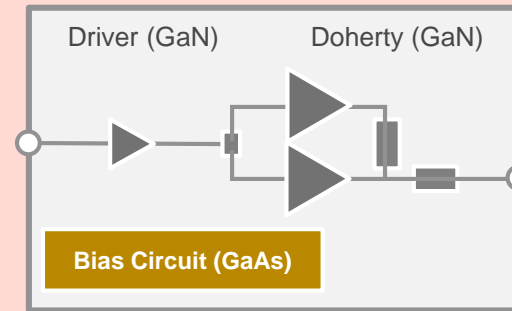 Driver (GaN) Doherty (GaN)
Bias Circuit (GaAs)